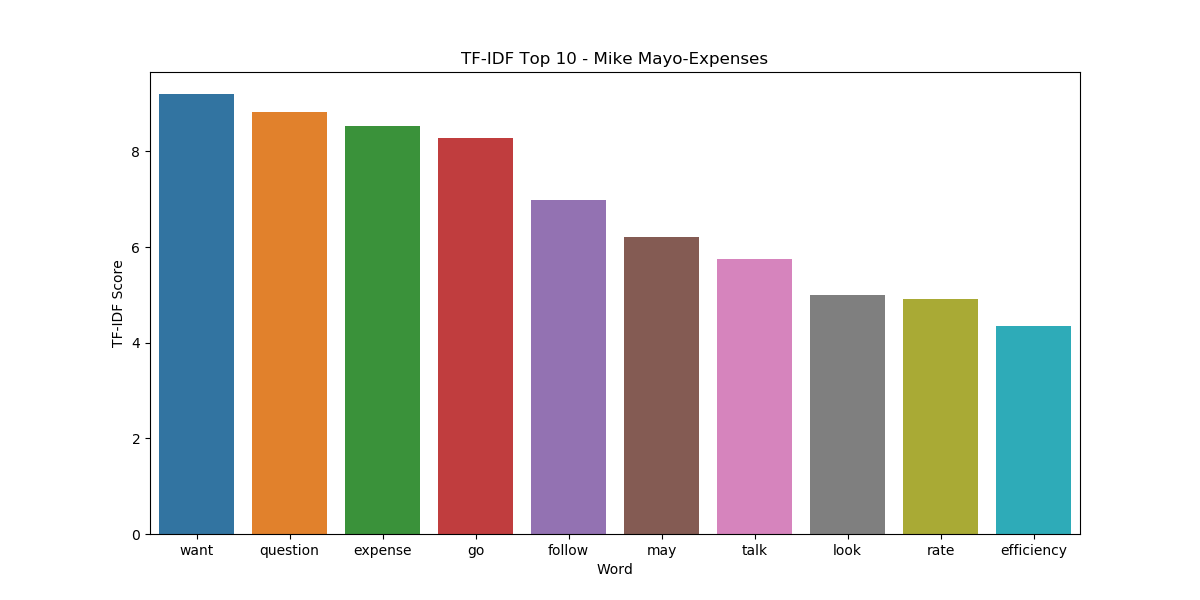 TF-IDF Top 10 - Mike Mayo-Expenses
TF-IDF Score
8
6
4
2
0
want question expense go follow may talk look rate efficiency
Word